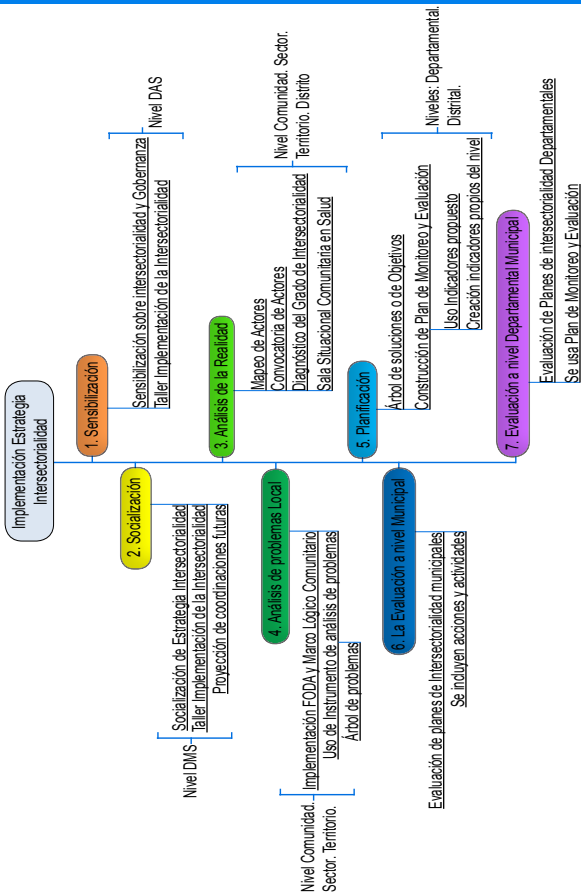 Implementación Estrategia
Intersectorialidad
1. Sensibilización
Sensibilización sobre intersectorialidad y Gobernanza
Taller Implementación de la Intersectorialidad
Nivel DAS
2. Socialización
Socialización de Estrategia Intersectorialidad
Taller Implementación de la Intersectorialidad
Proyección de coordinaciones futuras
Nivel DMS
3. Análisis de la Realidad
Mapeo de Actores
Convocatoria de Actores
Diagnóstico del Grado de Intersectorialidad
Sala Situacional Comunitaria en Salud
Nivel Comunidad. Sector.
Territorio. Distrito
4. Análisis de problemas Local
Implementación FODA y Marco Lógico Comunitario
Uso de Instrumento de análisis de problemas
Árbol de problemas
Nivel Comunidad.
Sector. Territorio.
5. Planificación
Árbol de soluciones o de Objetivos
Construcción de Plan de Monitoreo y Evaluación
Uso Indicadores propuesto
Creación indicadores propios del nivel
Niveles: Departamental.
Distrital.
6. La Evaluación a nivel Municipal
Evaluación de planes de Intersectorialidad municipales
Se incluyen acciones y actividades
7. Evaluación a nivel Departamental Municipal
Evaluación de Planes de intersectorialidad Departamentales
Se usa Plan de Monitoreo y Evaluación